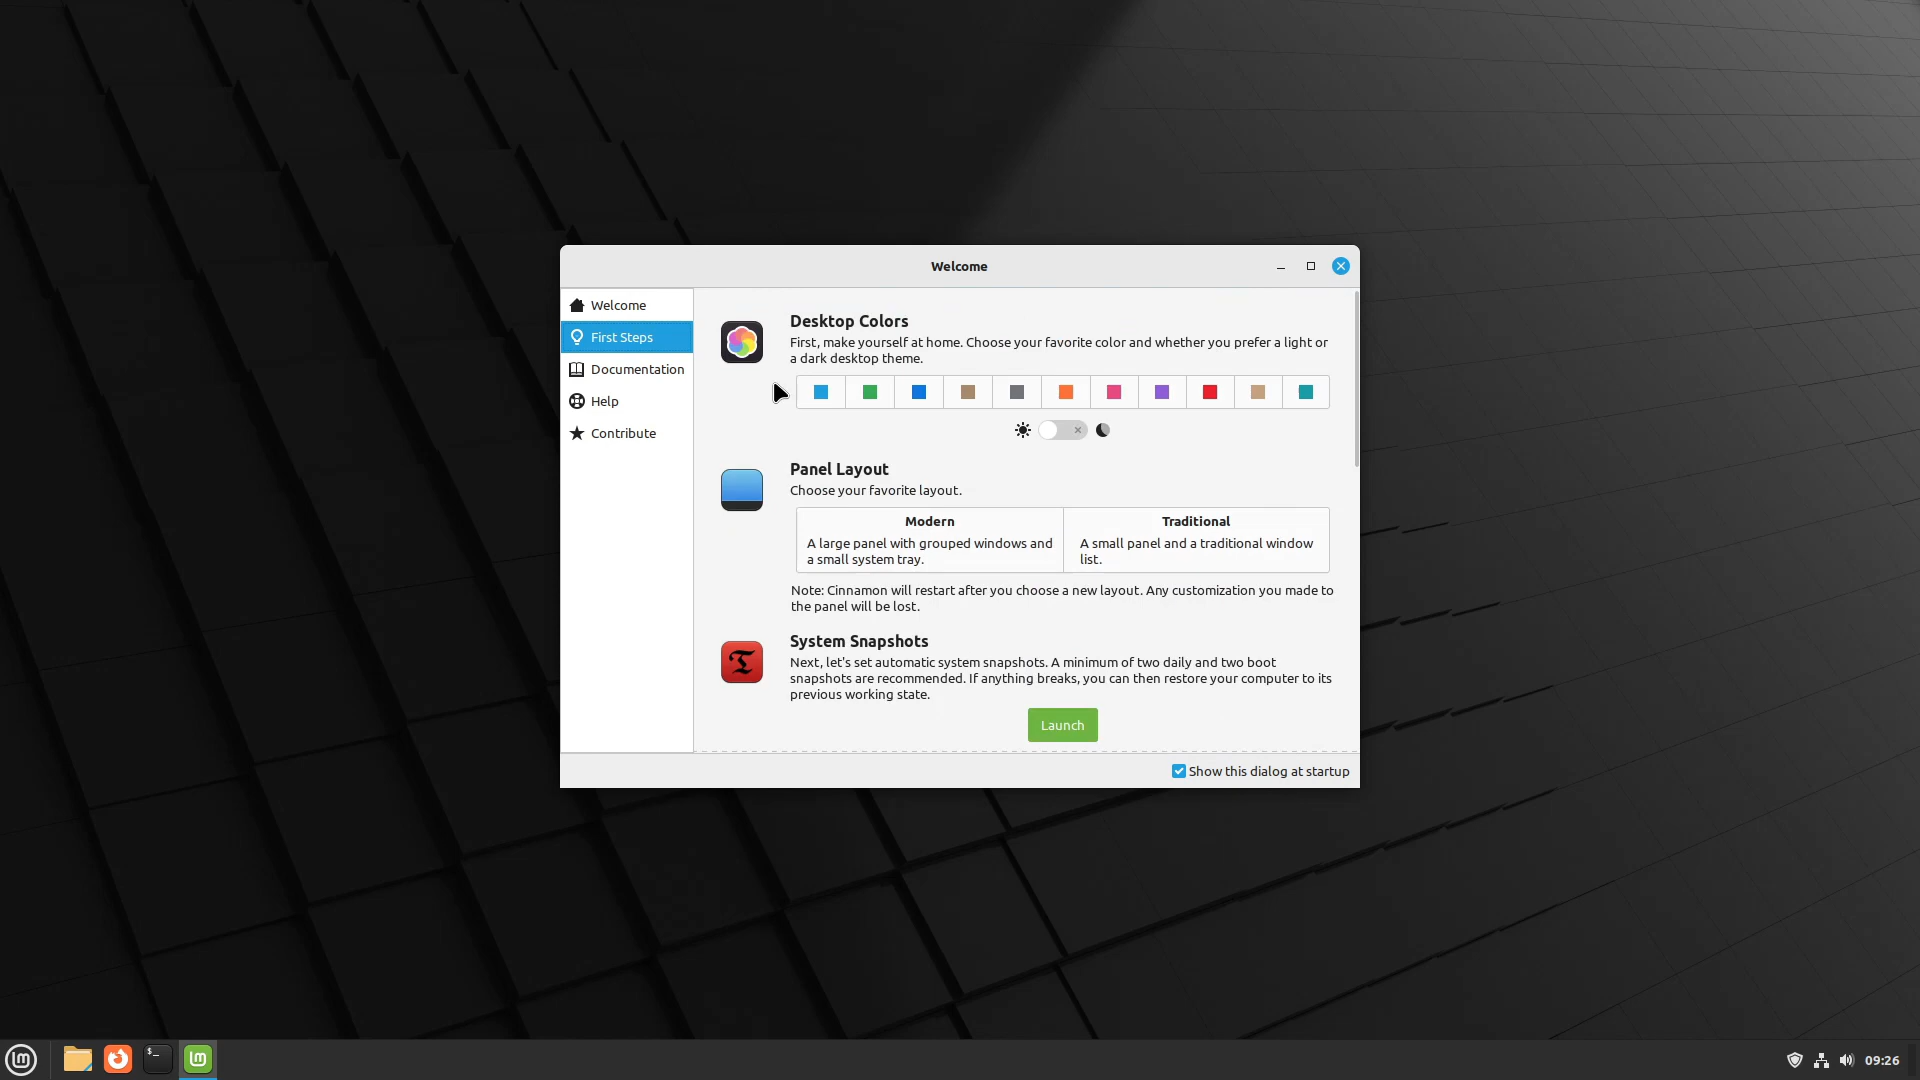 Welcome
Welcome
First Steps
Documentation
Help
Contribute
Desktop Colors
First, make yourself at home. Choose your favorite color and whether you prefer a light or
a dark desktop theme.
Panel Layout
Choose your favorite layout.
Modern
A large panel with grouped windows and
a small system tray.
Traditional
A small panel and a traditional window
list.
Note: Cinnamon will restart after you choose a new layout. Any customization you made to
the panel will be lost.
System Snapshots
Next, let's set automatic system snapshots. A minimum of two daily and two boot
snapshots are recommended. If anything breaks, you can then restore your computer to its
previous working state.
Launch
Show this dialog at startup
$_
09:26